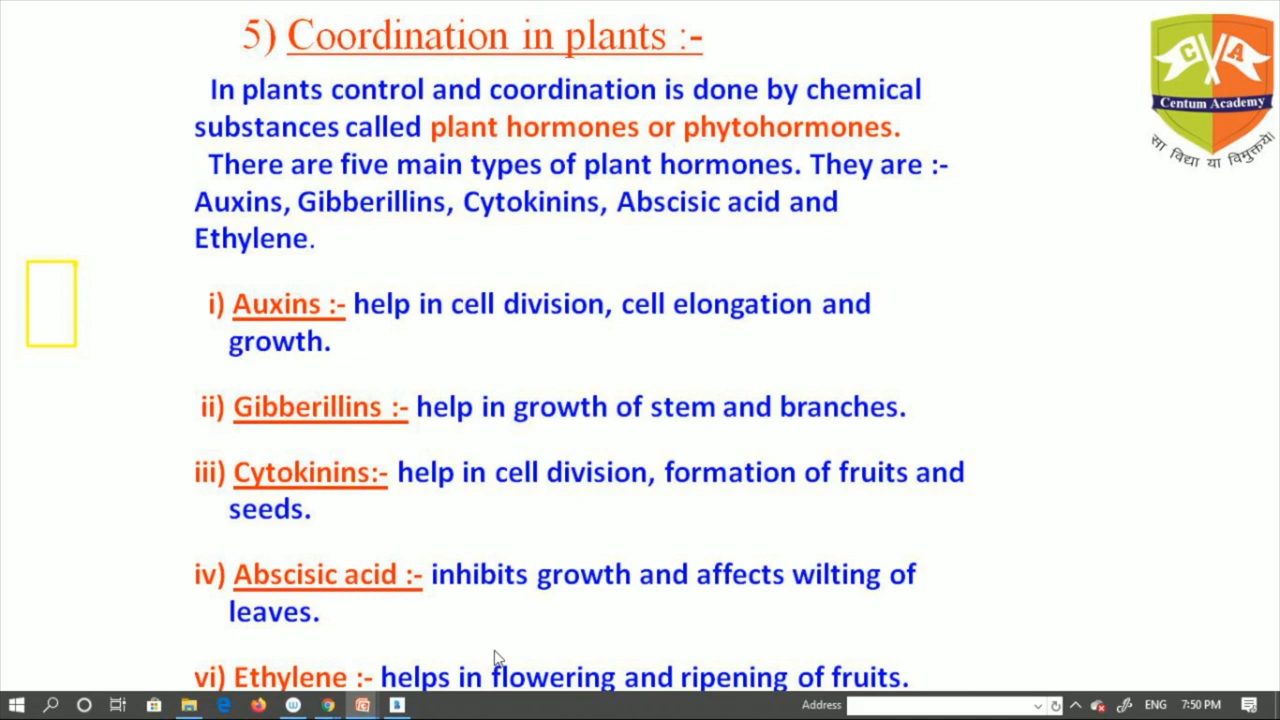 5) Coordination in plants :-
C A
Centum Academy
सा विद्या या विमुक्तये।
In plants control and coordination is done by chemical
substances called plant hormones or phytohormones.
There are five main types of plant hormones. They are :-
Auxins, Gibberillins, Cytokinins, Abscisic acid and
Ethylene.
i) Auxins :- help in cell division, cell elongation and
growth.
ii) Gibberillins :- help in growth of stem and branches.
iii) Cytokinins:- help in cell division, formation of fruits and
seeds.
iv) Abscisic acid :- inhibits growth and affects wilting of
leaves.
vi) Ethylene :- helps in flowering and ripening of fruits.
Address ENG 7:50 PM